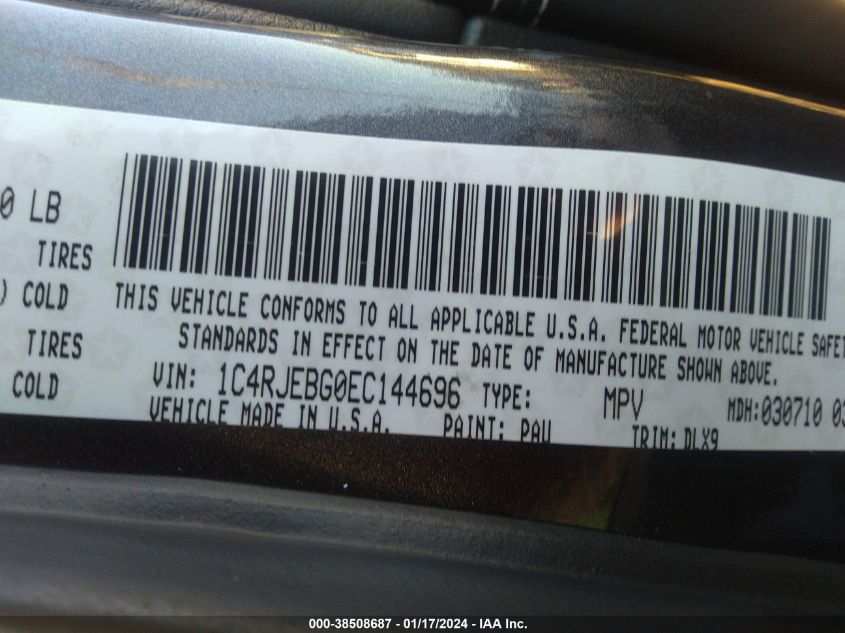 0 LB
TIRES
) COLD
THIS VEHICLE CONFORMS TO ALL APPLICABLE U.S.A. FEDERAL MOTOR VEHICLE SAFET
STANDARDS IN EFFECT ON THE DATE OF MANUFACTURE SHOWN ABOVE.
TIRES
COLD
VIN: 1C4RJEBG0EC144696 TYPE: MPV MDH:030710 03
VEHICLE MADE IN U.S.A. PAINT: PAU TRIM: DLX9
000-38508687 - 01/17/2024 - IAA Inc.